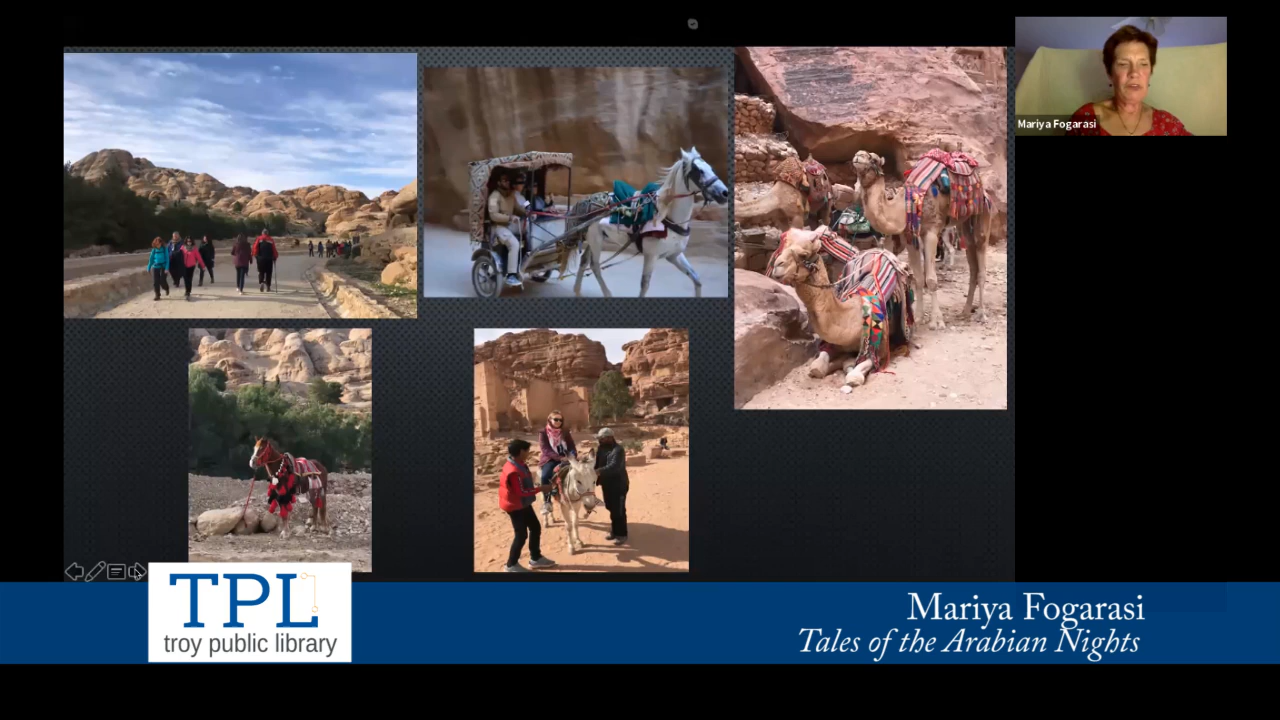 Mariya Fogarasi
TPL
troy public library
Mariya Fogarasi
Tales of the Arabian Nights